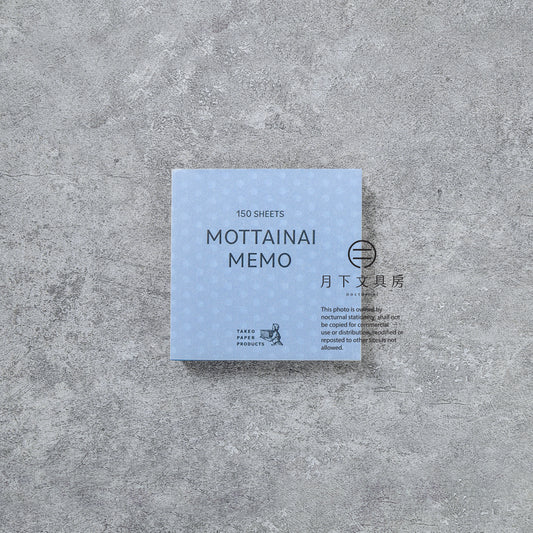 150 SHEETS
MOTTAINAI
MEMO
TAKEO
PAPER
PRODUCTS
月下文具房
nocturnal
This photo is owned by
nocturnal stationery, shall not
be copied for commercial
use or distribution, modified or
reposted to other sites is not
allowed.